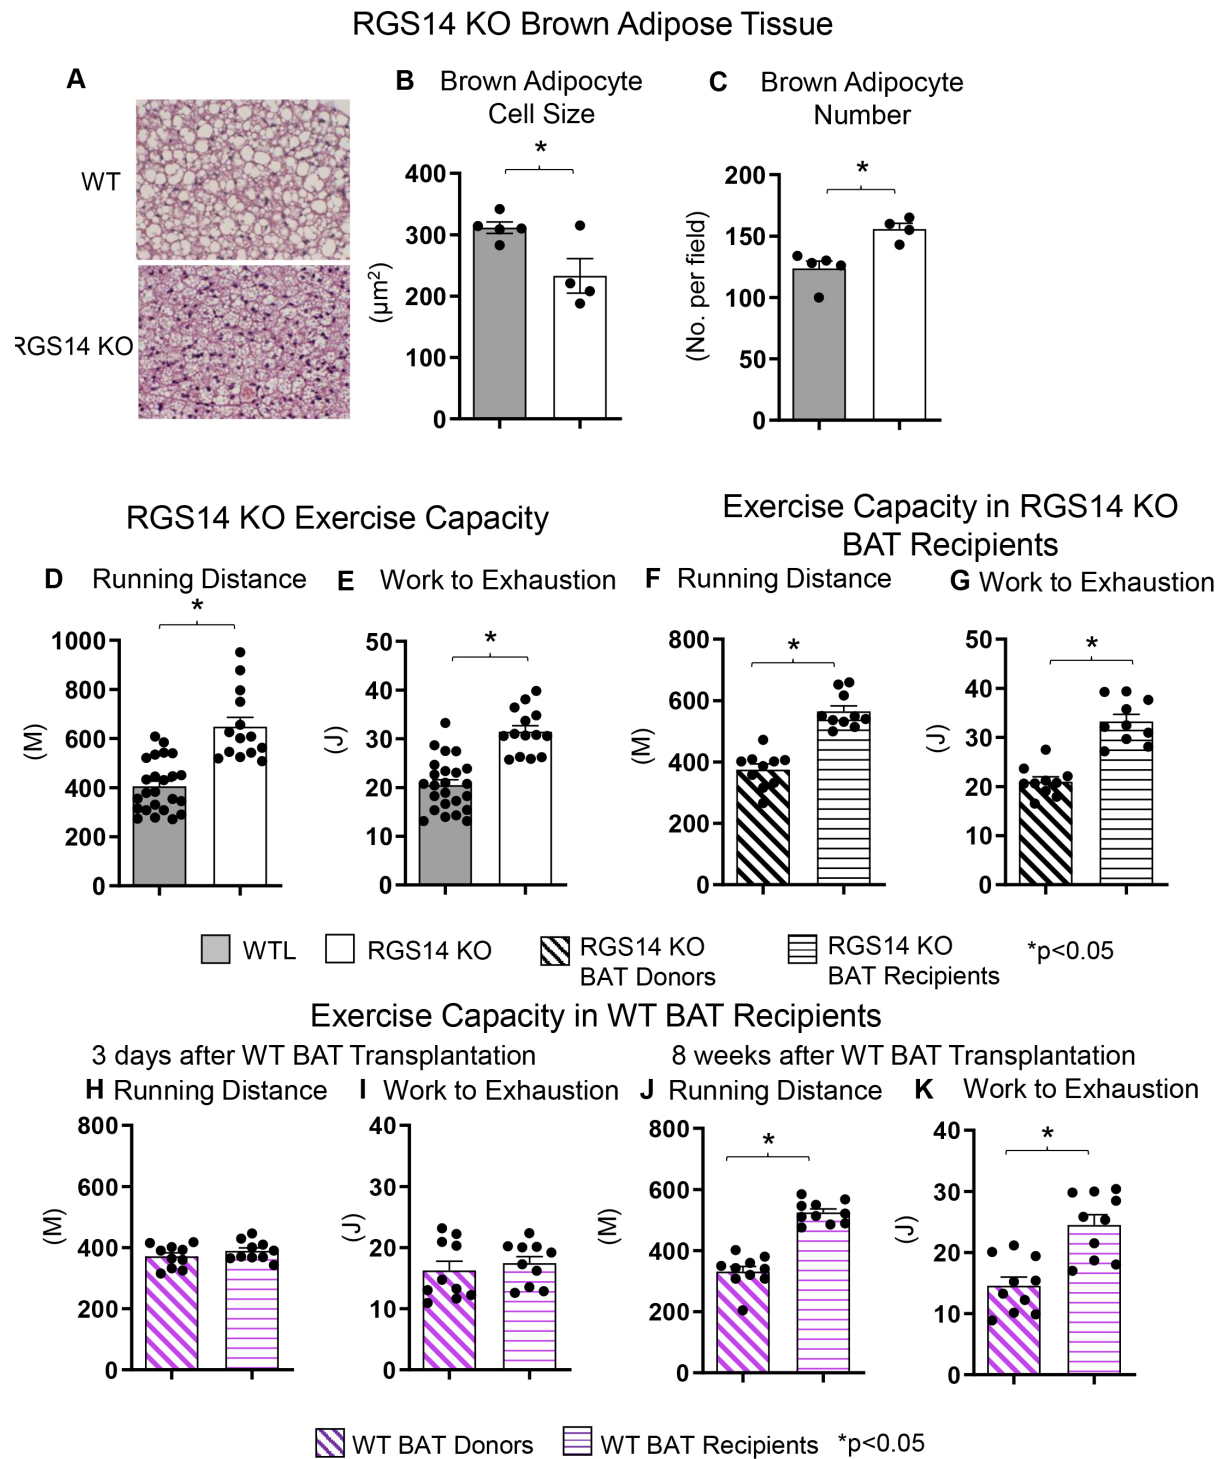 RGS14 KO Brown Adipose Tissue
A
B Brown Adipocyte
Cell Size
C Brown Adipocyte
Number
WT
RGS14 KO
*
400
300
200
100
0
(µm²)
*
200
150
100
50
0
(No. per field)
RGS14 KO Exercise Capacity
Exercise Capacity in RGS14 KO
BAT Recipients
D Running Distance
E Work to Exhaustion
F Running Distance
G Work to Exhaustion
*
1000
800
600
400
200
0
(M)
*
50
40
30
20
10
0
(J)
*
800
600
400
200
0
(M)
*
50
40
30
20
10
0
(J)
WTL
RGS14 KO
RGS14 KO
BAT Donors
RGS14 KO
BAT Recipients
*p<0.05
Exercise Capacity in WT BAT Recipients
3 days after WT BAT Transplantation
8 weeks after WT BAT Transplantation
H Running Distance
I Work to Exhaustion
J Running Distance
K Work to Exhaustion
800
600
400
200
0
(M)
40
30
20
10
0
(J)
*
800
600
400
200
0
(M)
*
40
30
20
10
0
(J)
WT BAT Donors
WT BAT Recipients
*p<0.05